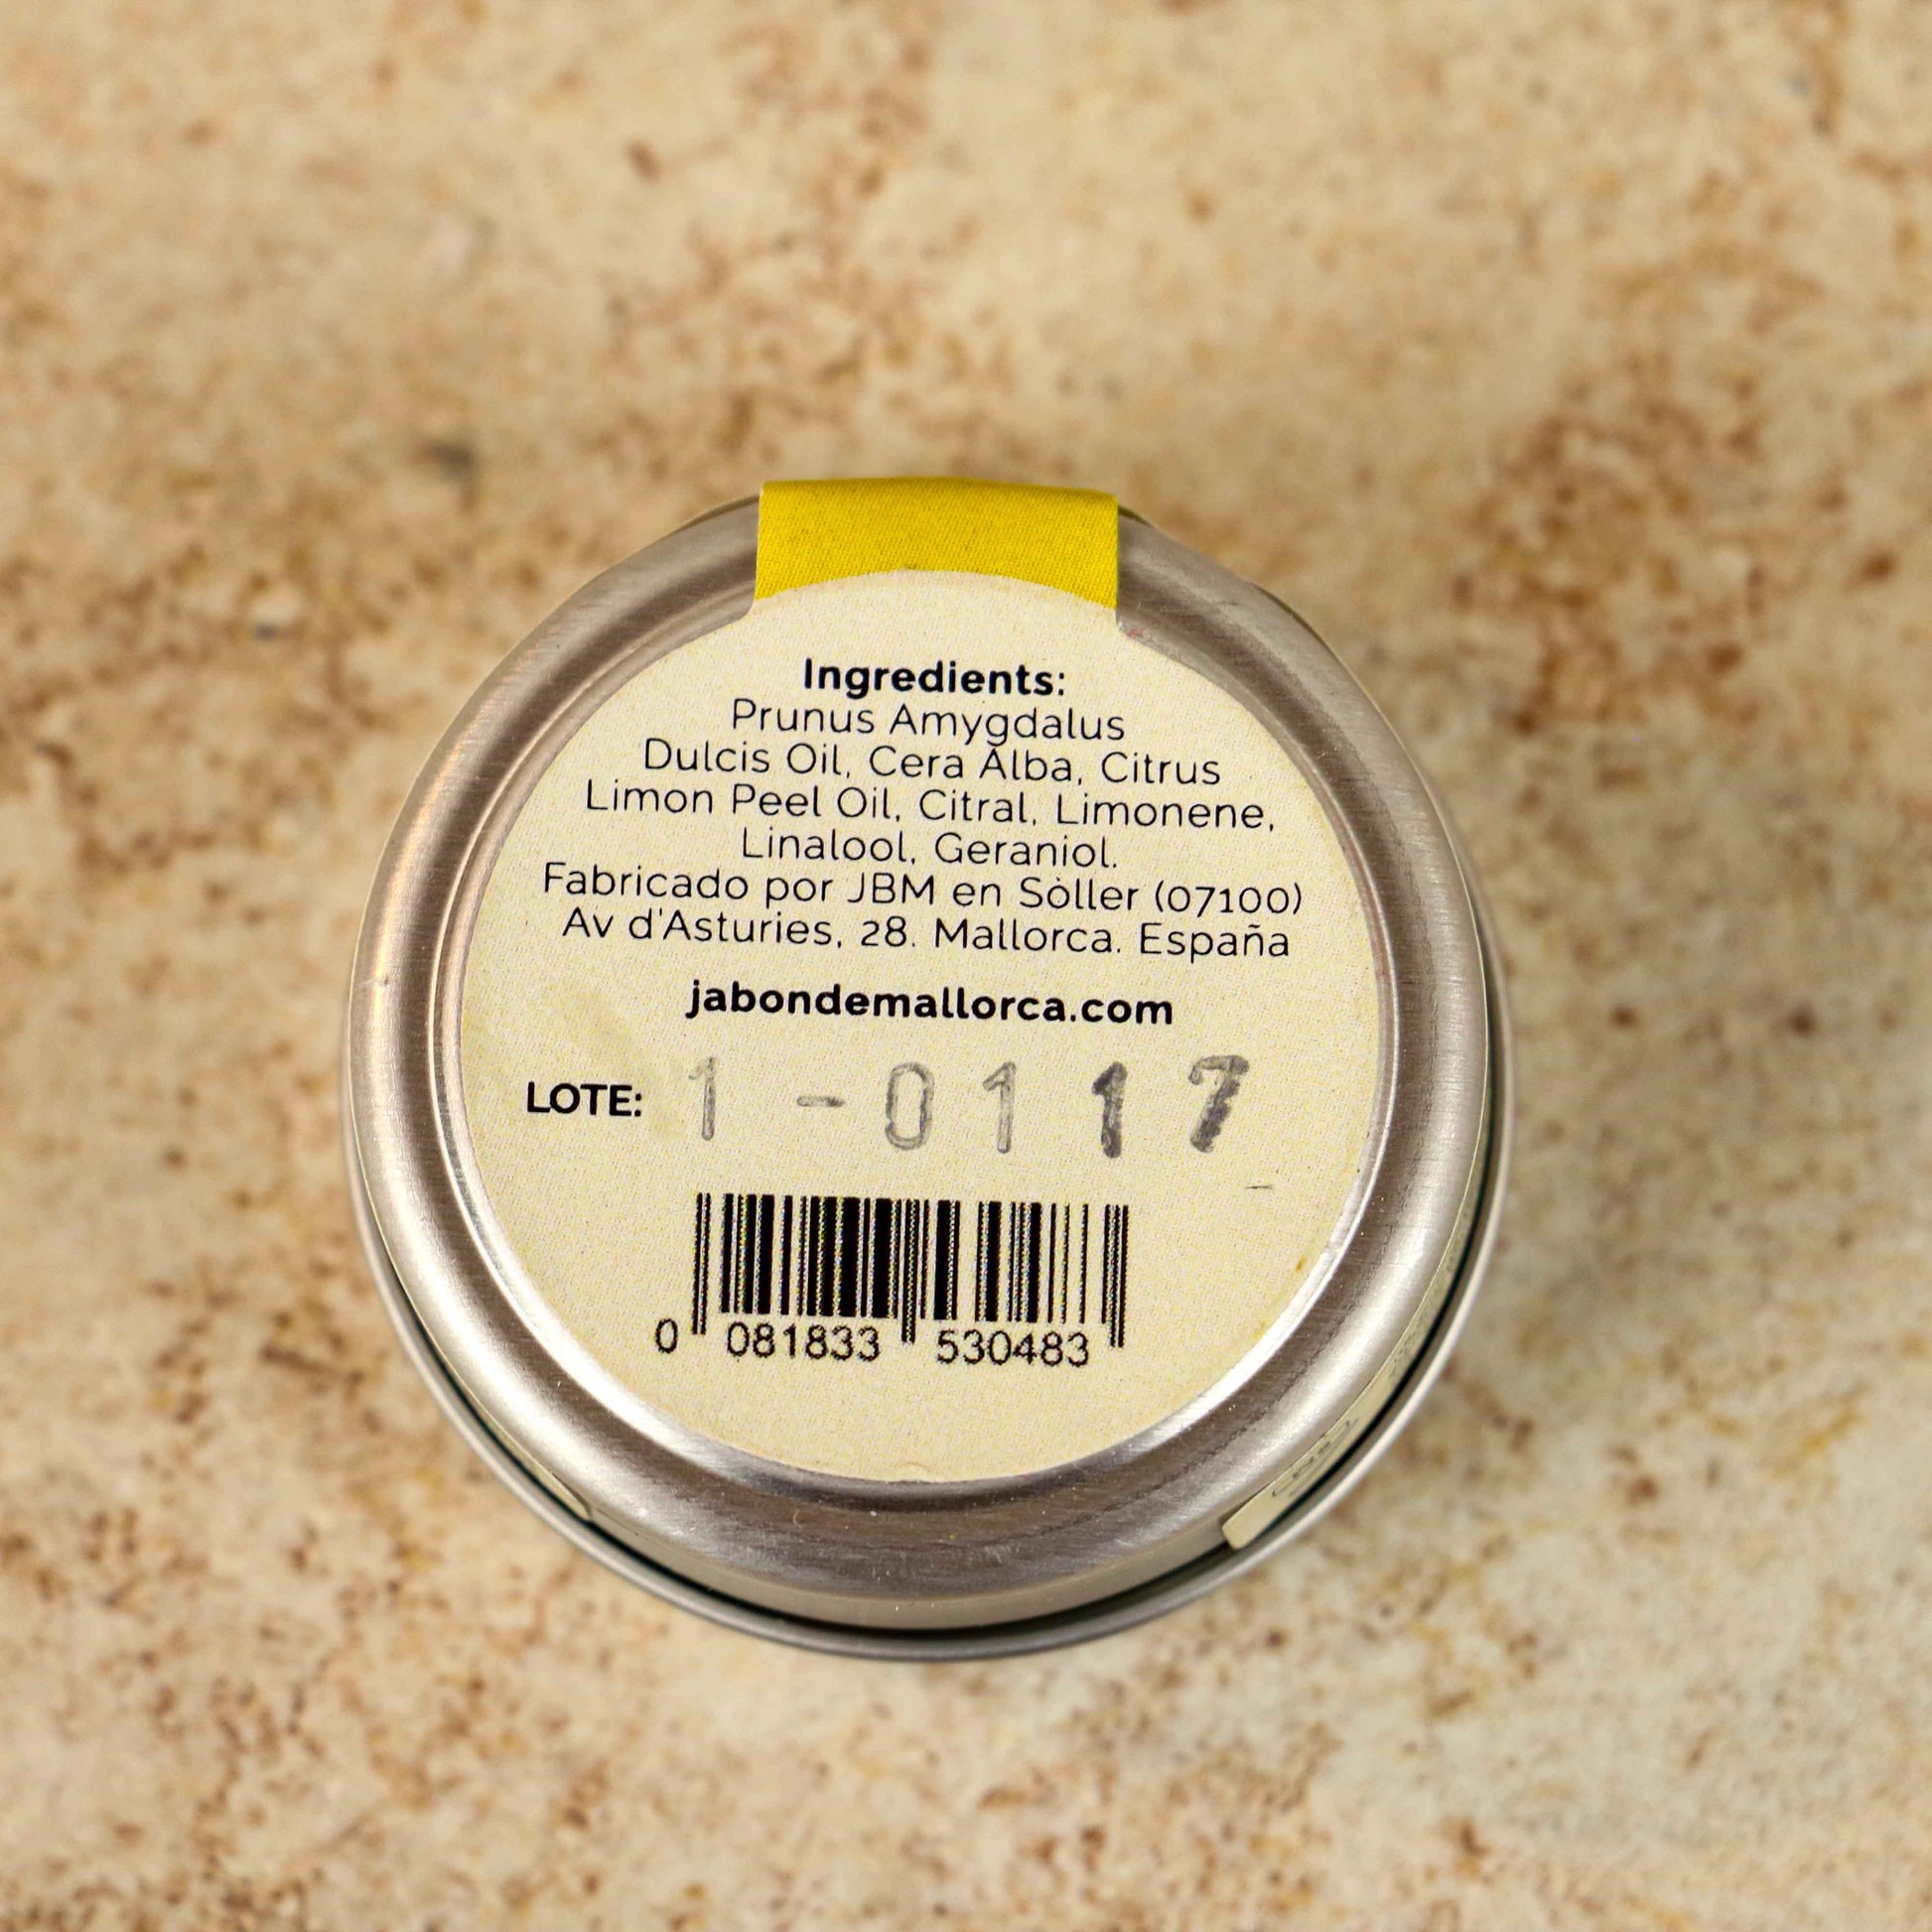 Ingredients:
Prunus Amygdalus
Dulcis Oil, Cera Alba, Citrus
Limon Peel Oil, Citral, Limonene,
Linalool, Geraniol.
Fabricado por JBM en Sòller (07100)
Av d'Asturies, 28. Mallorca. España
jabondemallorca.com
LOTE: 1 - 0117
0 081833 530483